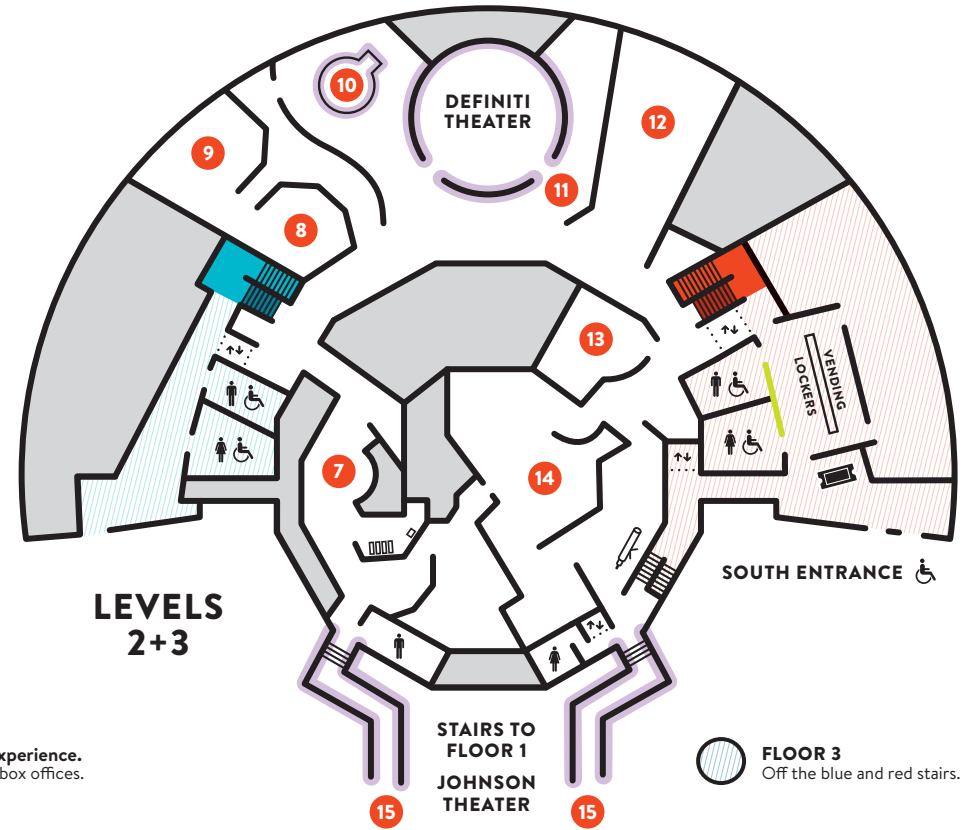 DEFINITI
THEATER
10
12
9
11
8
13
VENDING
LOCKERS
7
14
SOUTH ENTRANCE
LEVELS
2+3
xperience.
box offices.
STAIRS TO
FLOOR 1
JOHNSON
THEATER
15
15
FLOOR 3
Off the blue and red stairs.